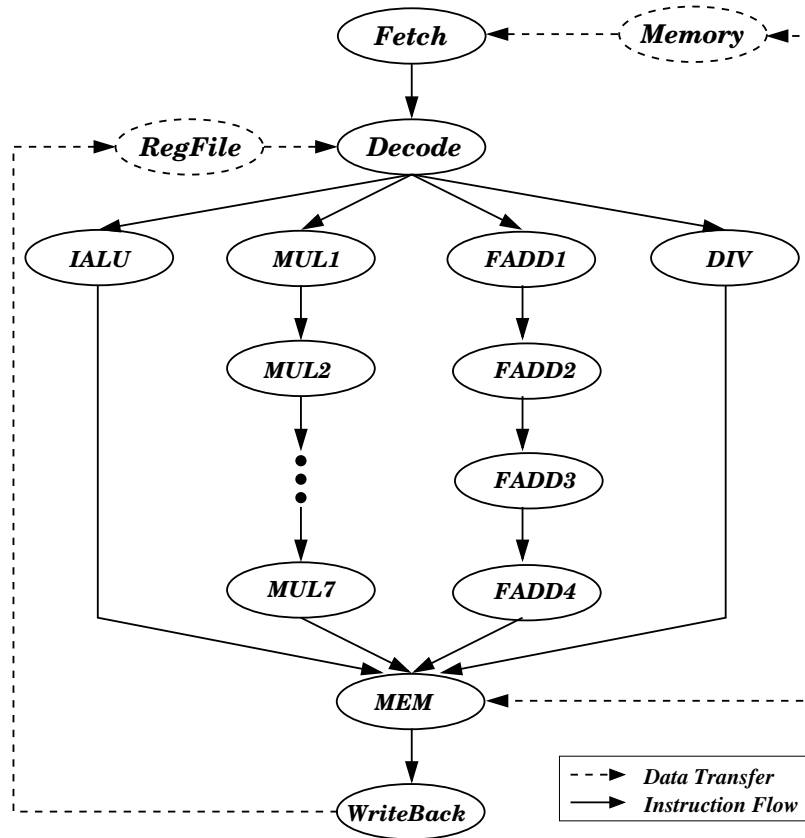 Fetch
Memory
RegFile
Decode
IALU
MUL1
FADD1
DIV
MUL2
FADD2
FADD3
MUL7
FADD4
MEM
WriteBack
Data Transfer
Instruction Flow